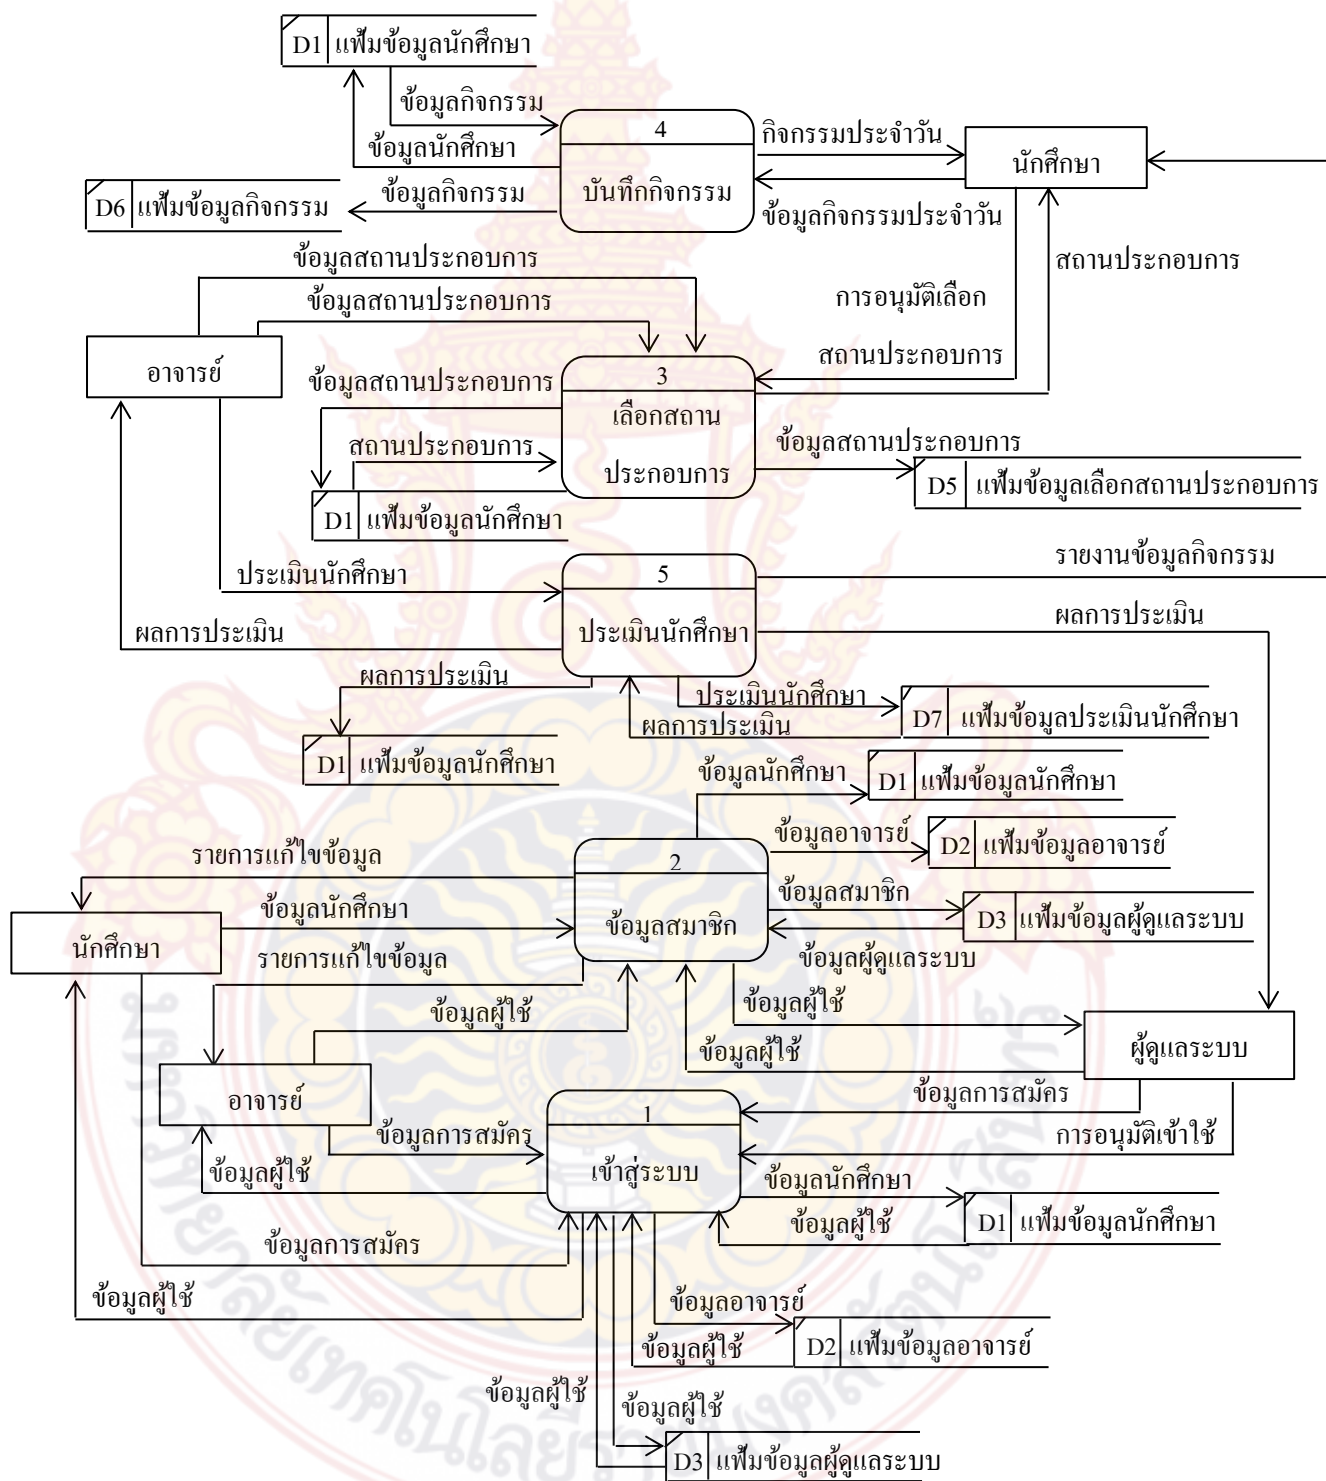 D1 แฟ้มข้อมูลนักศึกษา
ข้อมูลกิจกรรม
4
กิจกรรมประจำวัน
ข้อมูลนักศึกษา
นักศึกษา
D6 แฟ้มข้อมูลกิจกรรม
ข้อมูลกิจกรรม
บันทึกกิจกรรม
ข้อมูลกิจกรรมประจำวัน
ข้อมูลสถานประกอบการ
สถานประกอบการ
ข้อมูลสถานประกอบการ
การอนุมัติเลือก
สถานประกอบการ
อาจารย์
ข้อมูลสถานประกอบการ
3
เลือกสถาน
ประกอบการ
สถานประกอบการ
ข้อมูลสถานประกอบการ
D5 แฟ้มข้อมูลเลือกสถานประกอบการ
D1 แฟ้มข้อมูลนักศึกษา
รายงานข้อมูลกิจกรรม
ประเมินนักศึกษา
5
ประเมินนักศึกษา
ผลการประเมิน
ผลการประเมิน
ผลการประเมิน
ประเมินนักศึกษา
ผลการประเมิน
D7 แฟ้มข้อมูลประเมินนักศึกษา
D1 แฟ้มข้อมูลนักศึกษา
ข้อมูลนักศึกษา
D1 แฟ้มข้อมูลนักศึกษา
ข้อมูลอาจารย์
D2 แฟ้มข้อมูลอาจารย์
รายการแก้ไขข้อมูล
2
ข้อมูลสมาชิก
ข้อมูลสมาชิก
ข้อมูลนักศึกษา
D3 แฟ้มข้อมูลผู้ดูแลระบบ
นักศึกษา
รายการแก้ไขข้อมูล
ข้อมูลผู้ดูแลระบบ
ข้อมูลผู้ใช้
ข้อมูลผู้ใช้
ข้อมูลผู้ใช้
ผู้ดูแลระบบ
อาจารย์
ข้อมูลการสมัคร
1
ข้อมูลการสมัคร
การอนุมัติเข้าใช้
ข้อมูลผู้ใช้
เข้าสู่ระบบ
ข้อมูลนักศึกษา
ข้อมูลผู้ใช้
D1 แฟ้มข้อมูลนักศึกษา
ข้อมูลการสมัคร
ข้อมูลผู้ใช้
ข้อมูลอาจารย์
ข้อมูลผู้ใช้
D2 แฟ้มข้อมูลอาจารย์
ข้อมูลผู้ใช้
ข้อมูลผู้ใช้
D3 แฟ้มข้อมูลผู้ดูแลระบบ
มหาวิทยาลัยเทคโนโลยีราชมงคลรัตนโกสินทร์